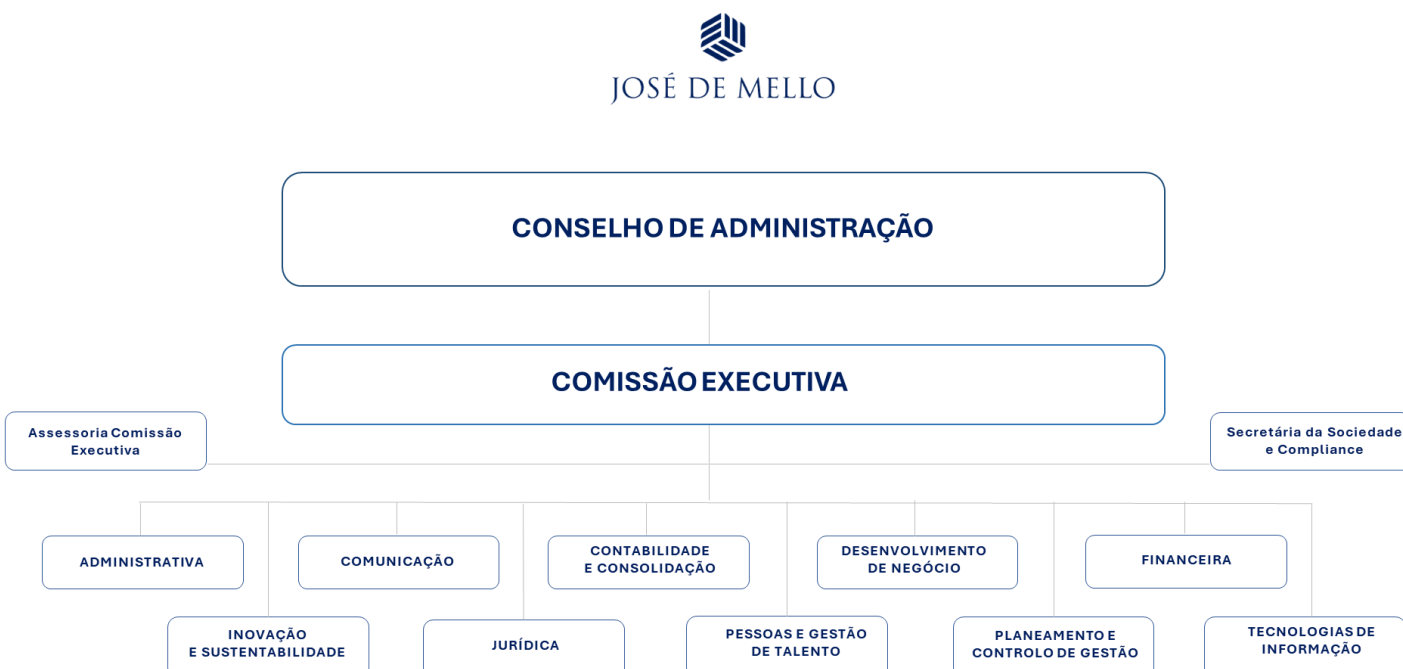 JOSÉ DE MELLO
CONSELHO DE ADMINISTRAÇÃO
COMISSÃO EXECUTIVA
Assessoria Comissão
Executiva
Secretária da Sociedade
e Compliance
ADMINISTRATIVA
COMUNICAÇÃO
CONTABILIDADE
E CONSOLIDAÇÃO
DESENVOLVIMENTO
DE NEGÓCIO
FINANCEIRA
INOVAÇÃO
E SUSTENTABILIDADE
JURÍDICA
PESSOAS E GESTÃO
DE TALENTO
PLANEAMENTO E
CONTROLO DE GESTÃO
TECNOLOGIAS DE
INFORMAÇÃO